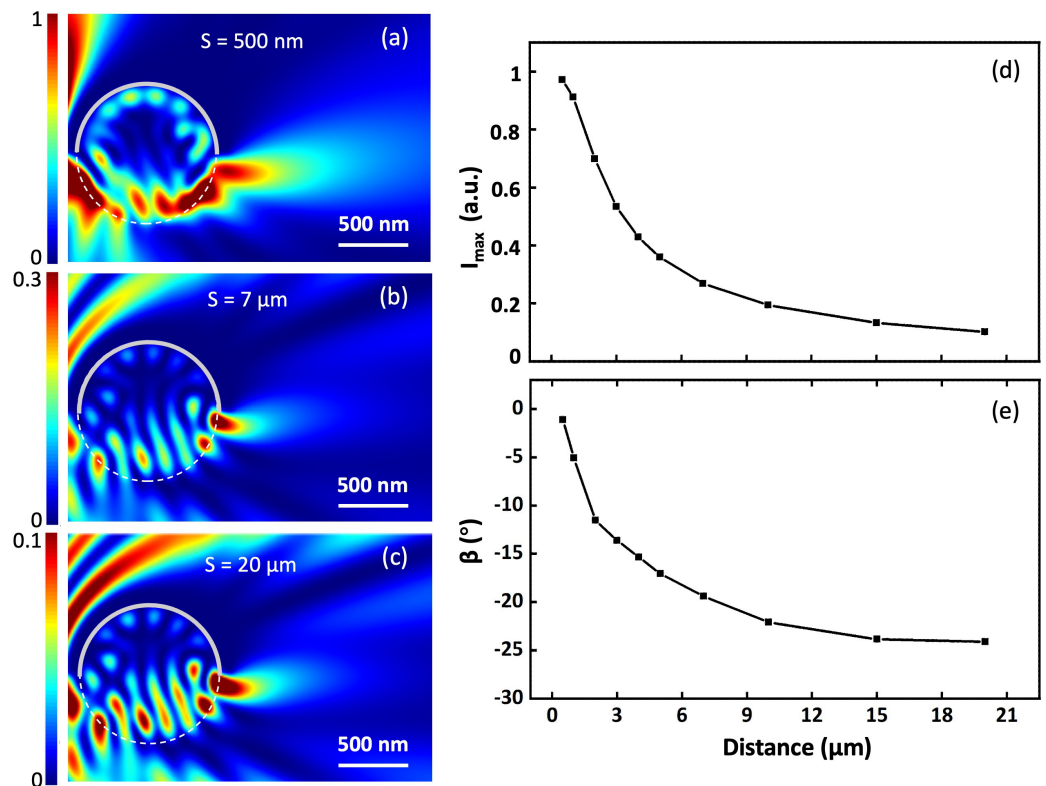 1
0
S = 500 nm
(a)
500 nm
0.3
0
S = 7 µm
(b)
500 nm
0.1
0
S = 20 µm
(c)
500 nm
(d)
I max (a.u.)
1
0.8
0.6
0.4
0.2
0
(e)
β (°)
0
-5
-10
-15
-20
-25
-30
0 3 6 9 12 15 18 21
Distance (µm)